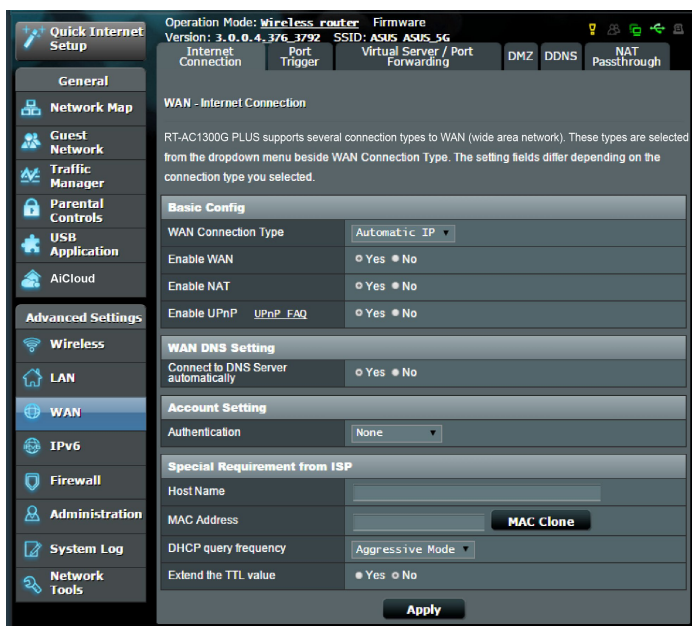 Quick Internet
Setup
Operation Mode: Wireless router Firmware
Version: 3.0.0.4.376_3792 SSID: ASUS ASUS_5G
Internet
Connection
Port
Trigger
Virtual Server / Port
Forwarding
DMZ
DDNS
NAT
Passthrough
General
Network Map
Guest
Network
Traffic
Manager
Parental
Controls
USB
Application
AiCloud
Advanced Settings
Wireless
LAN
WAN
IPv6
Firewall
Administration
System Log
Network
Tools
WAN - Internet Connection
RT-AC1300G PLUS supports several connection types to WAN (wide area network). These types are selected
from the dropdown menu beside WAN Connection Type. The setting fields differ depending on the
connection type you selected.
Basic Config
WAN Connection Type Automatic IP
Enable WAN Yes No
Enable NAT Yes No
Enable UPnP UPnP FAQ Yes No
WAN DNS Setting
Connect to DNS Server
automatically Yes No
Account Setting
Authentication None
Special Requirement from ISP
Host Name
MAC Address MAC Clone
DHCP query frequency Aggressive Mode
Extend the TTL value Yes No
Apply